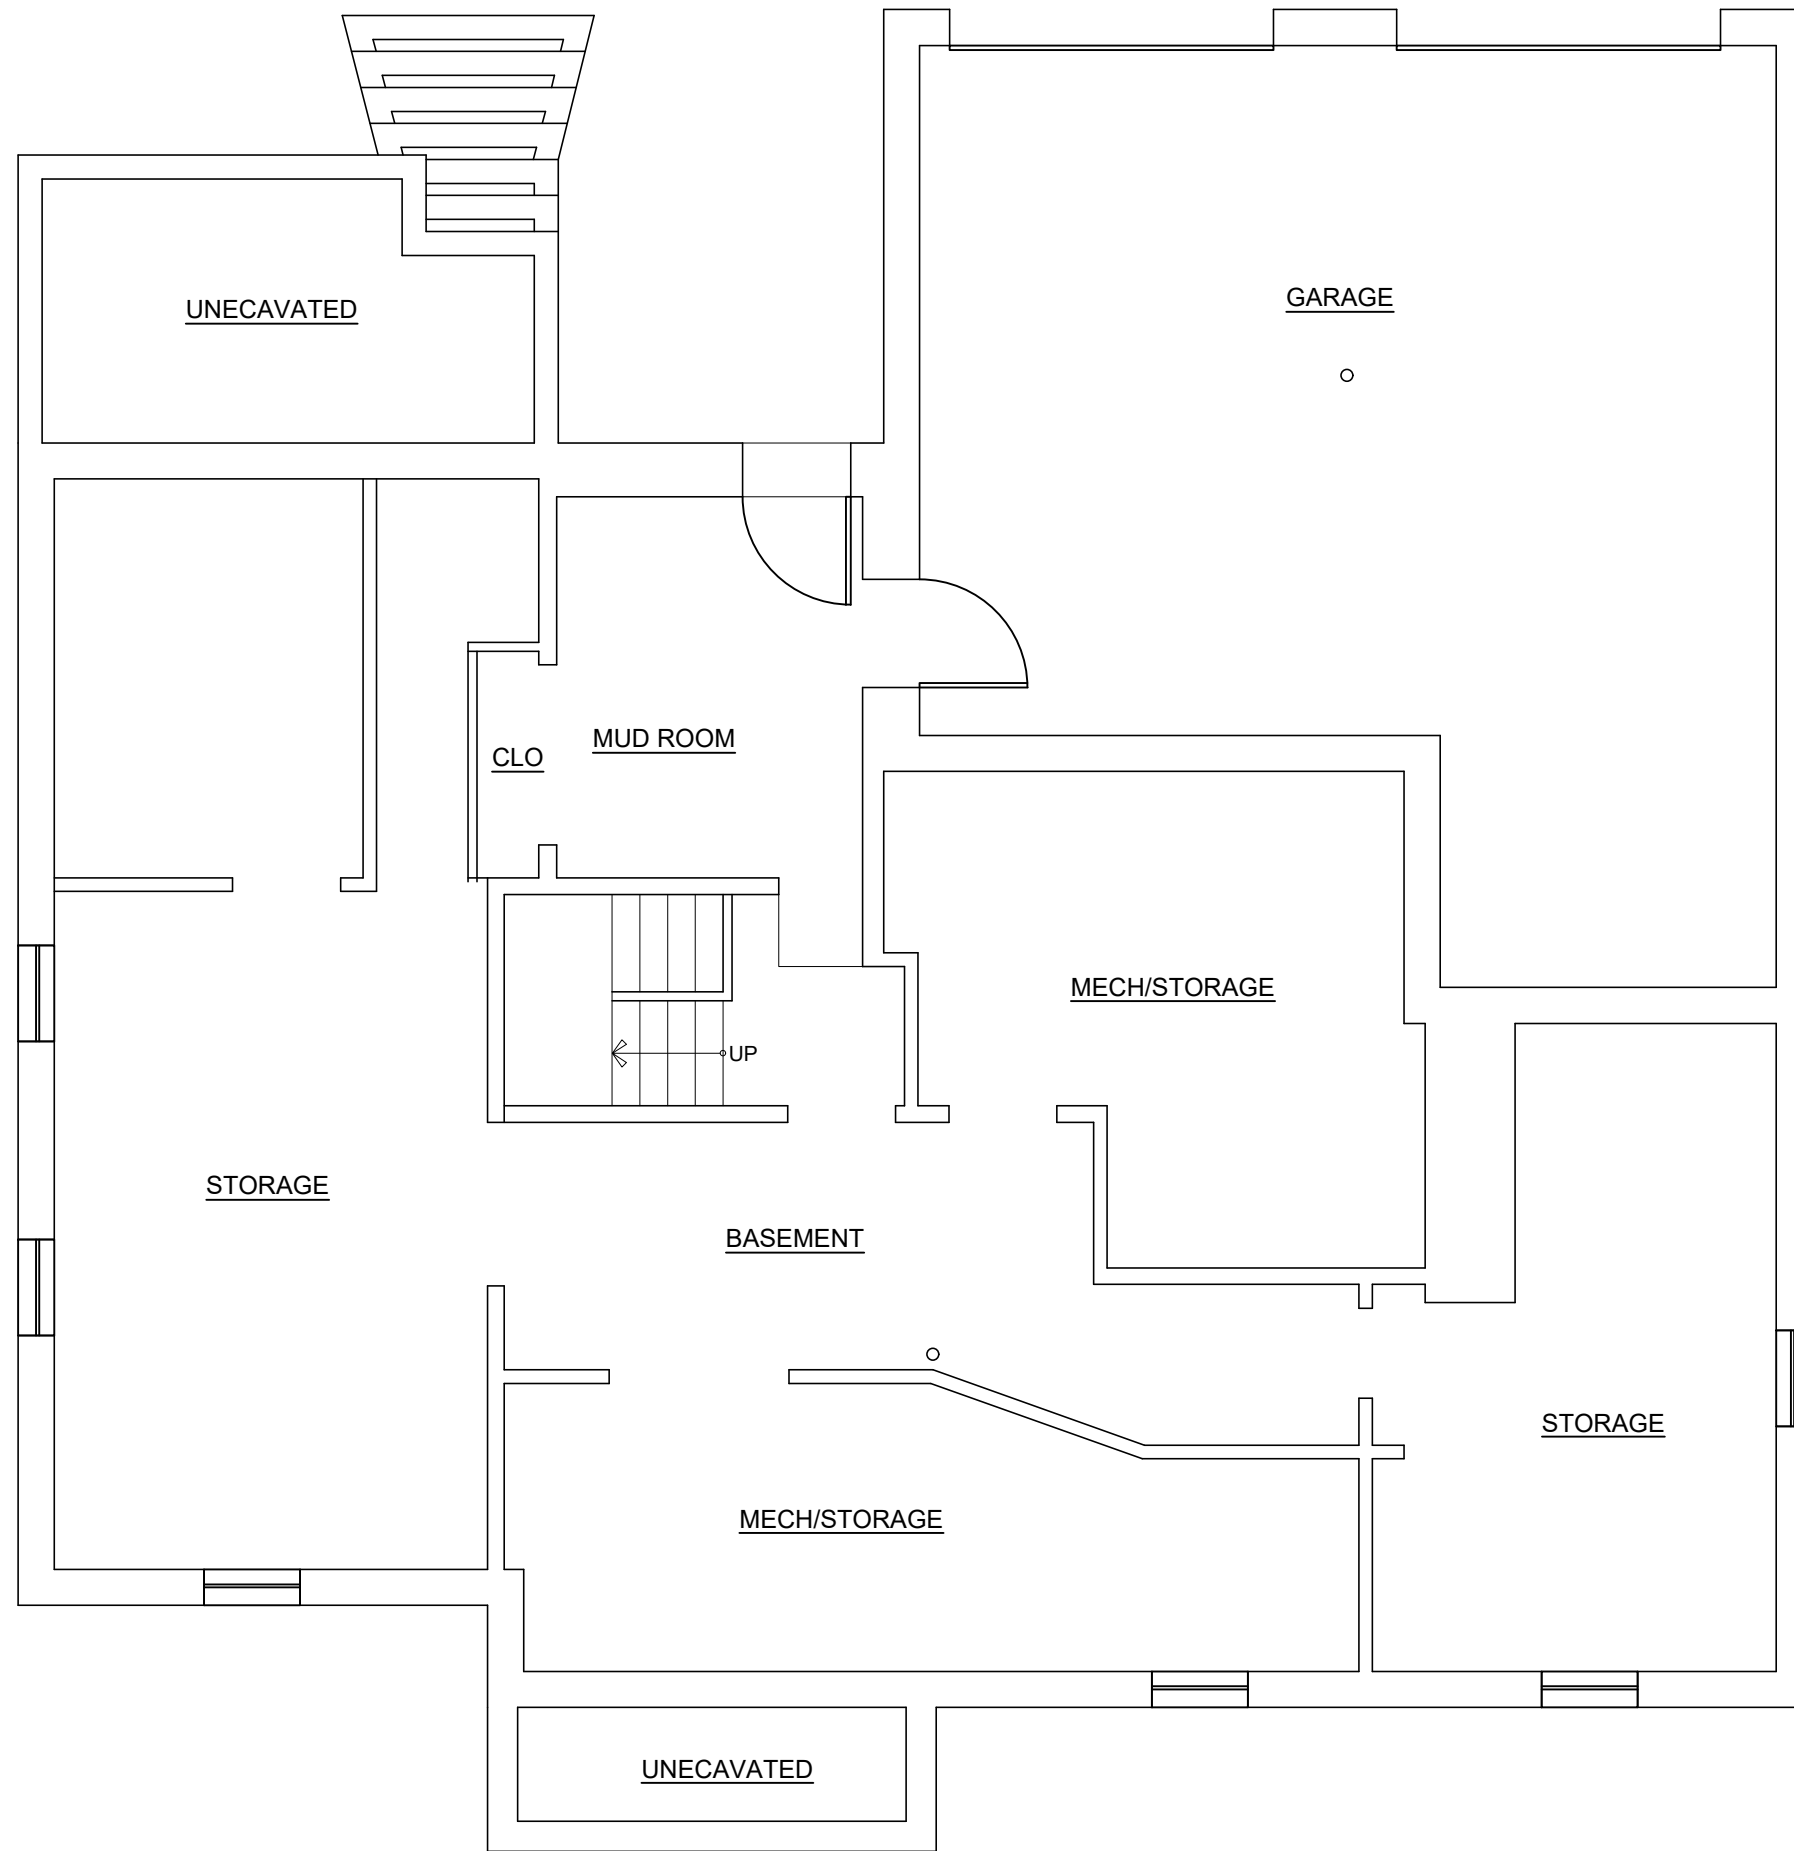 UNECAVATED
GARAGE
MUD ROOM
CLO
MECH/STORAGE
UP
STORAGE
BASEMENT
STORAGE
MECH/STORAGE
UNECAVATED